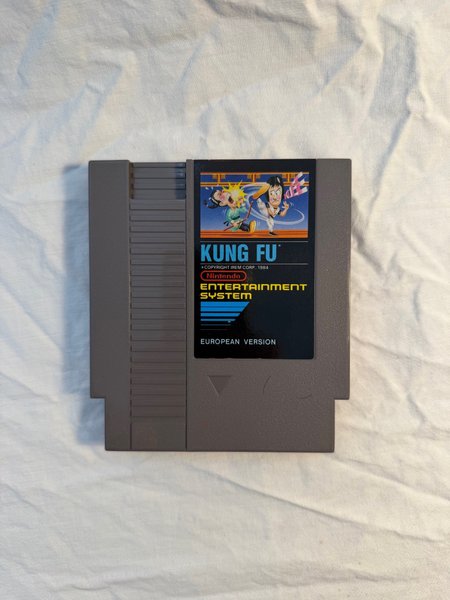 KUNG FU
COPYRIGHT IREM CORP. 1984
Nintendo
ENTERTAINMENT
SYSTEM
EUROPEAN VERSION